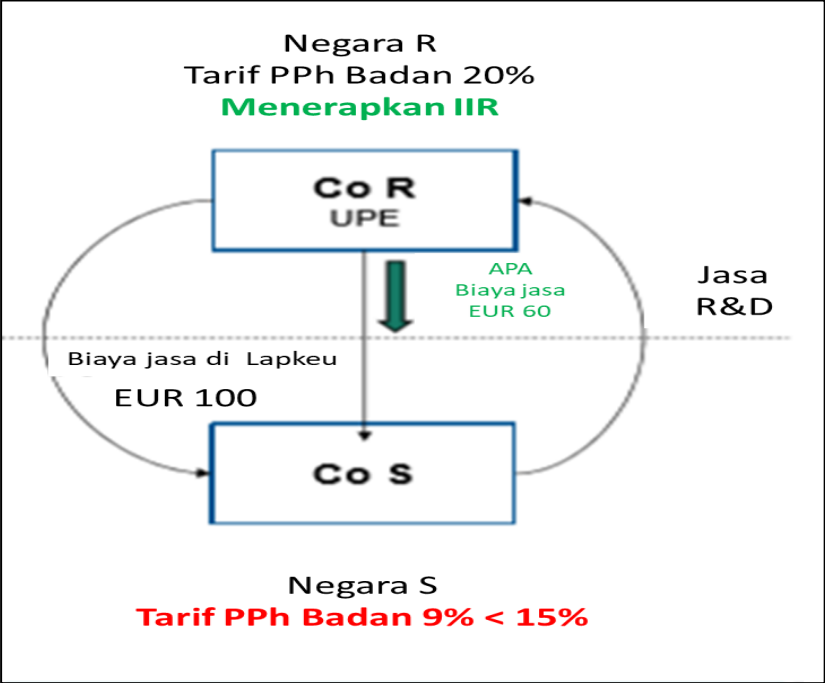 Negara R
Tarif PPh Badan 20%
Menerapkan IIR
Co R
UPE
APA
Biaya jasa
EUR 60
Jasa
R&D
Biaya jasa di Lapkeu
EUR 100
Co S
Negara S
Tarif PPh Badan 9% < 15%